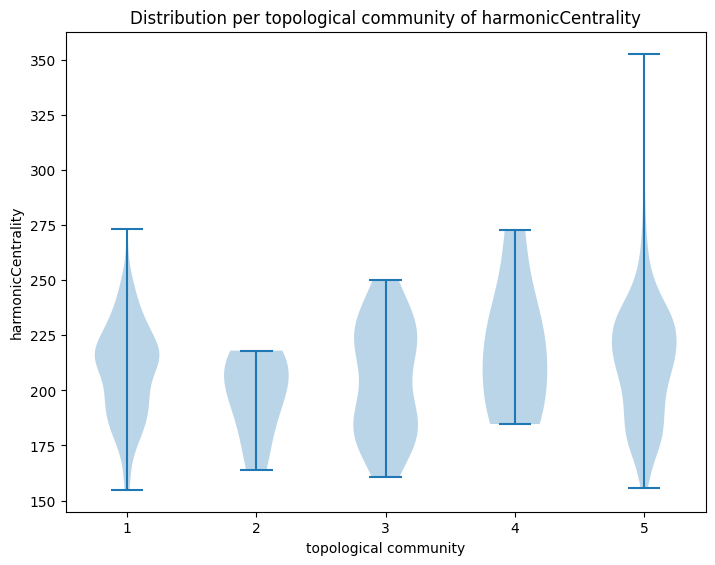 Distribution per topological community of harmonicCentrality
350
325
300
275
250
225
200
175
150
harmonicCentrality
1 2 3 4 5
topological community